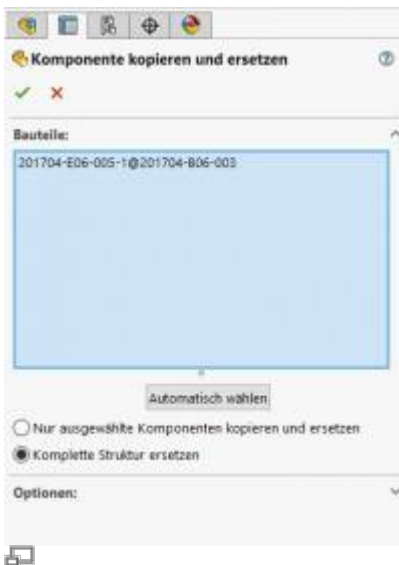 Komponente kopieren und ersetzen
Bauteile:
201704-E06-005-1@201704-B06-003
Automatisch wählen
Nur ausgewählte Komponenten kopieren und ersetzen
Komplette Struktur ersetzen
Optionen: